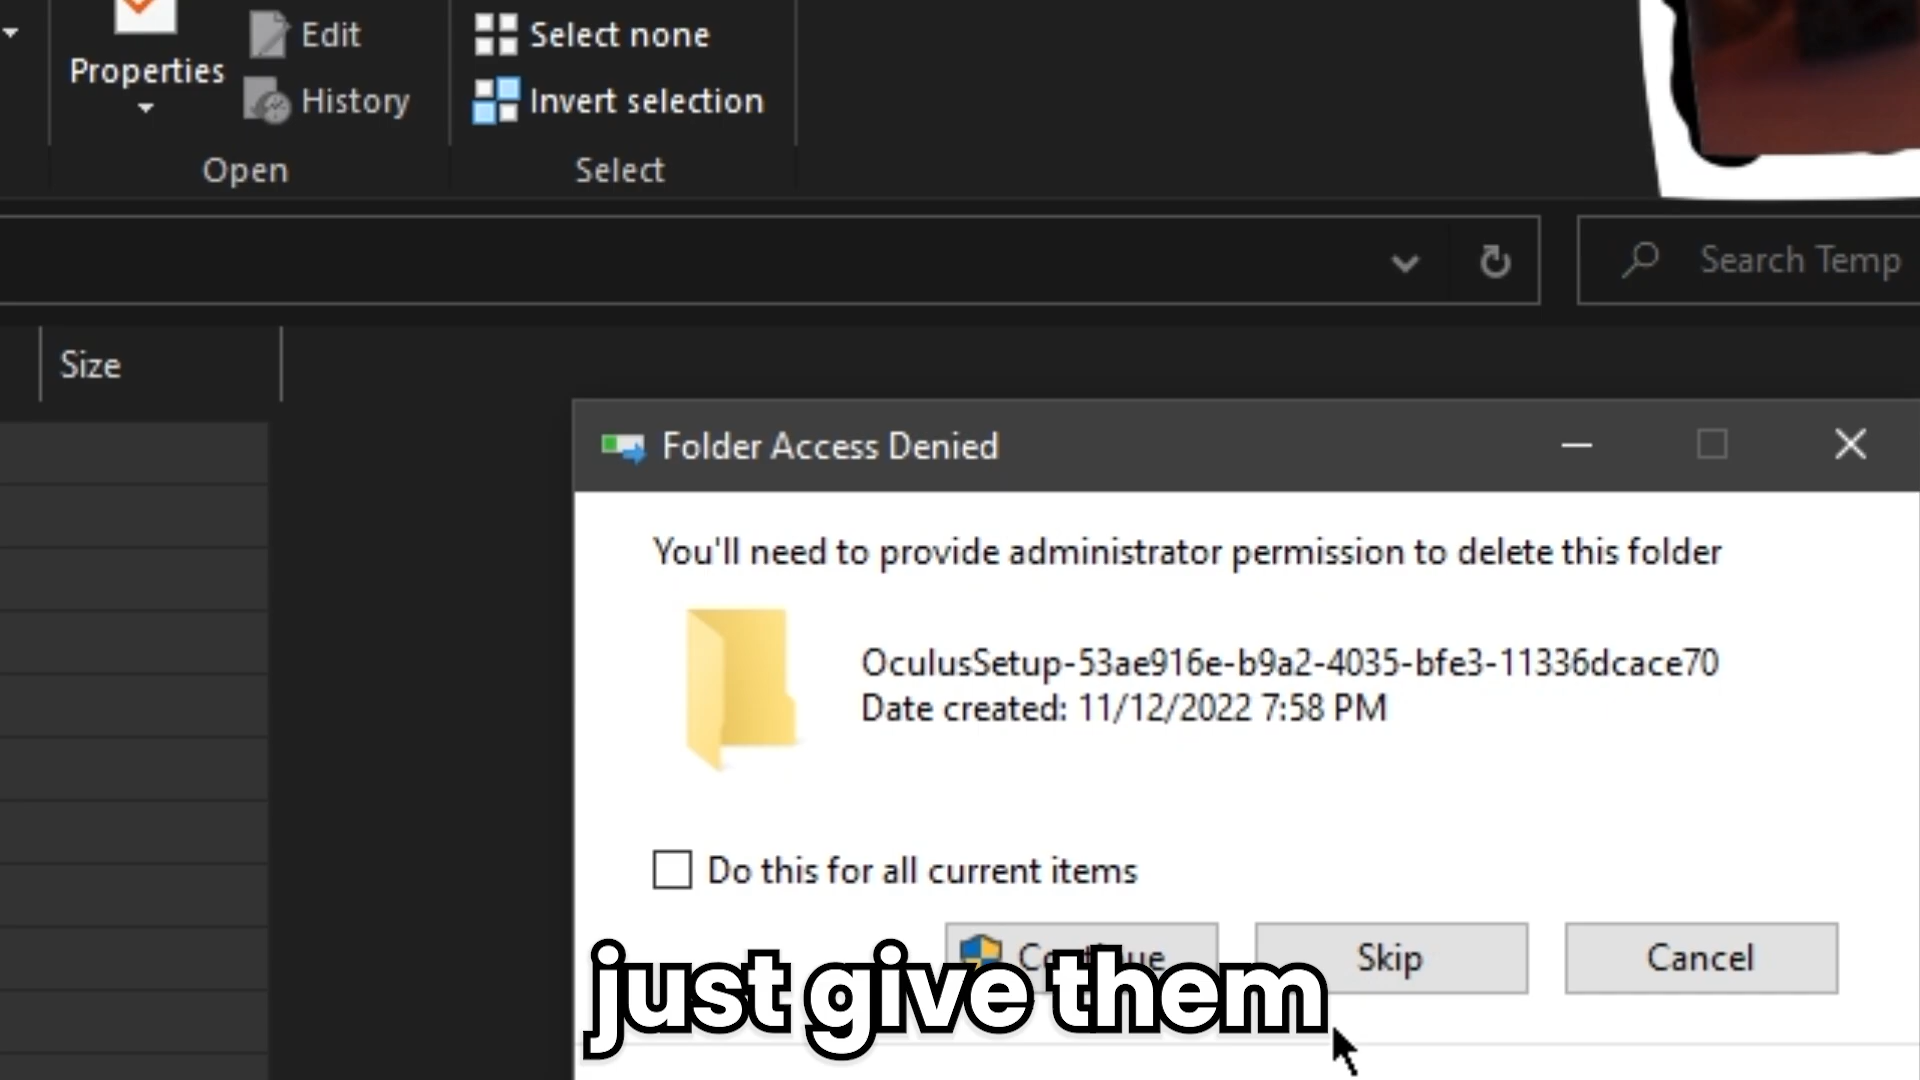 Edit
Select none
Properties
History
Invert selection
Open
Select
Search Temp
Size
Folder Access Denied
You'll need to provide administrator permission to delete this folder
OculusSetup-53ae916e-b9a2-4035-bfe3-11336dcace70
Date created: 11/12/2022 7:58 PM
Do this for all current items
Continue
Skip
Cancel
just give them